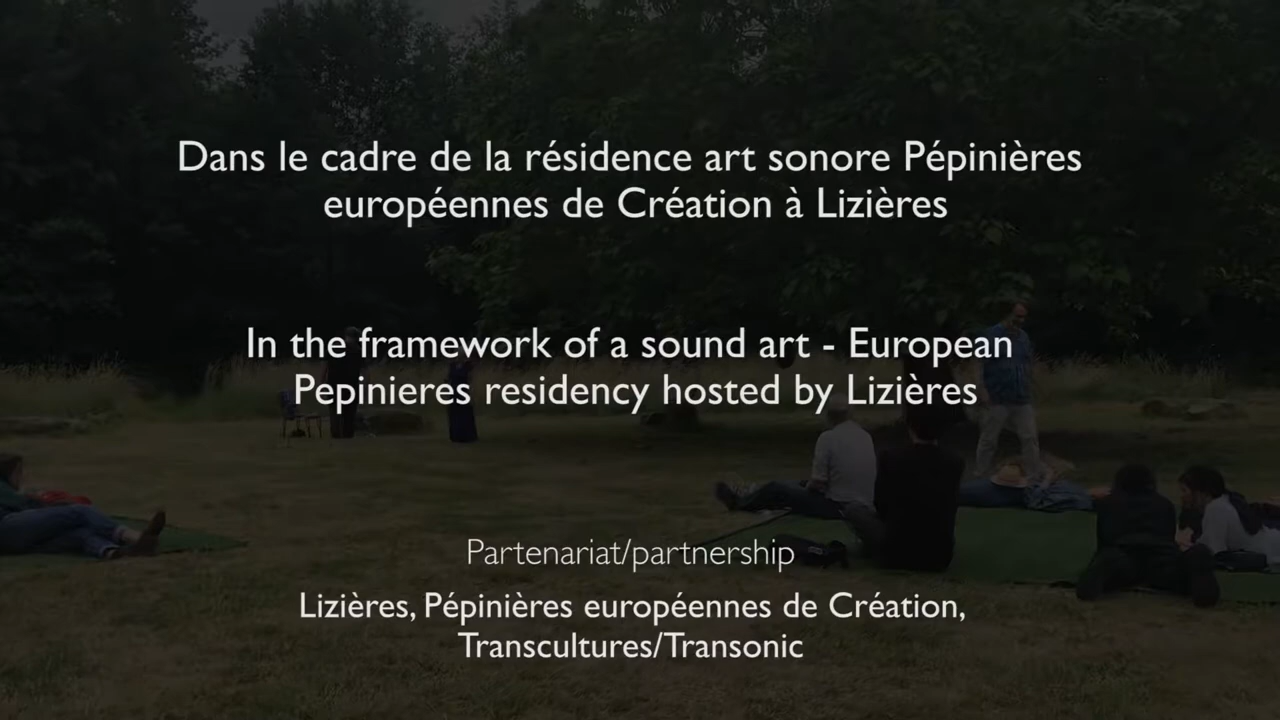 Dans le cadre de la résidence art sonore Pépinières
européennes de Création à Lizières
In the framework of a sound art - European
Pepinieres residency hosted by Lizières
Partenariat/partnership
Lizières, Pépinières européennes de Création,
Transcultures/Transonic